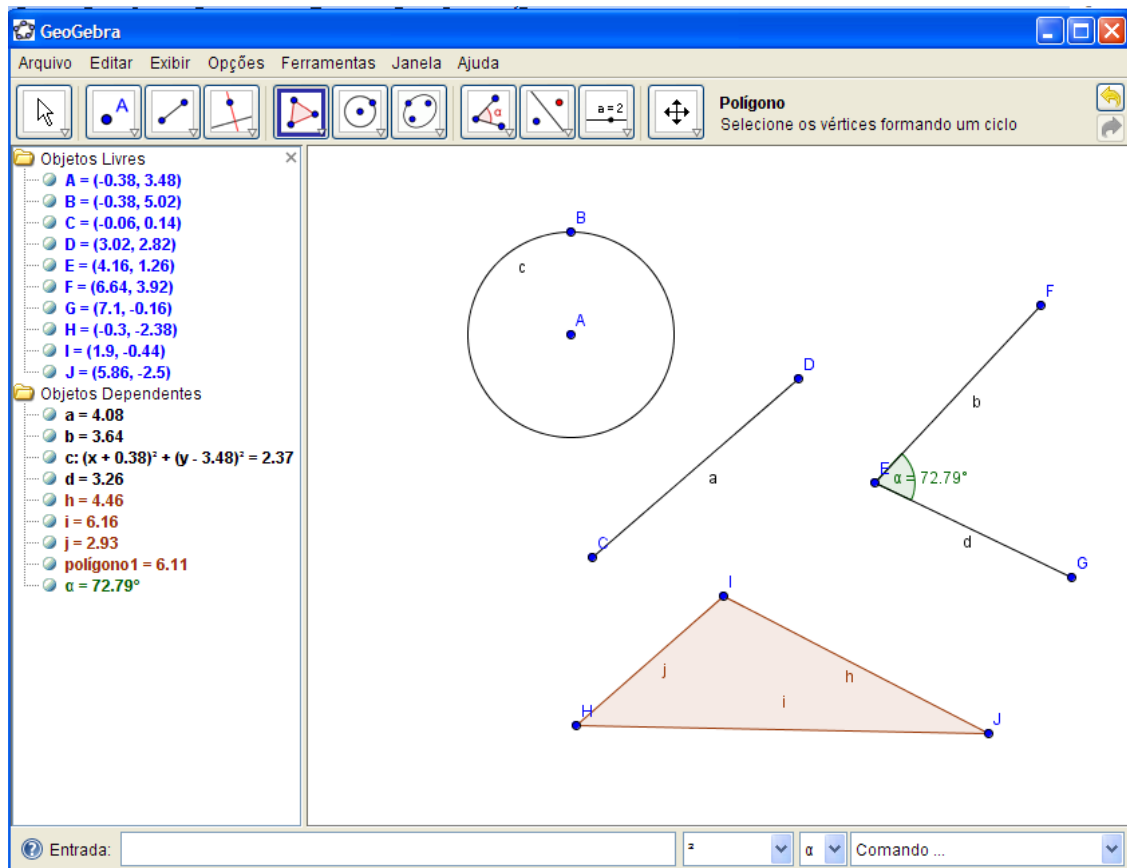 GeoGebra
Arquivo Editar Exibir Opções Ferramentas Janela Ajuda
A
α
a = 2
Polígono
Selecione os vértices formando um ciclo
Objetos Livres
A = (-0.38, 3.48)
B = (-0.38, 5.02)
C = (-0.06, 0.14)
D = (3.02, 2.82)
E = (4.16, 1.26)
F = (6.64, 3.92)
G = (7.1, -0.16)
H = (-0.3, -2.38)
I = (1.9, -0.44)
J = (5.86, -2.5)
Objetos Dependentes
a = 4.08
b = 3.64
c: (x + 0.38)² + (y - 3.48)² = 2.37
d = 3.26
h = 4.46
i = 6.16
j = 2.93
polígono1 = 6.11
α = 72.79°
B
c
A
F
D
b
E
α = 72.79°
a
d
C
G
I
j
h
i
H
J
Entrada:
²
α
Comando ...